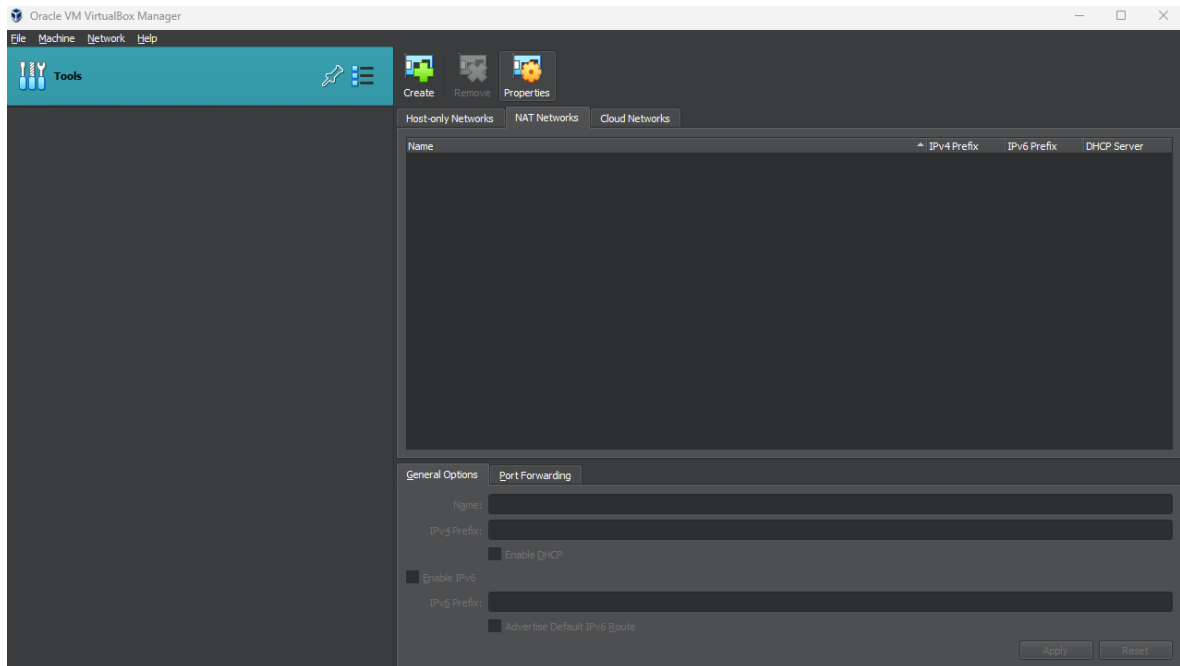 Oracle VM VirtualBox Manager
File Machine Network Help
Tools
Create Remove Properties
Host-only Networks NAT Networks Cloud Networks
Name IPv4 Prefix IPv6 Prefix DHCP Server
General Options Port Forwarding
Name:
IPv4 Prefix:
Enable DHCP
Enable IPv6
IPv6 Prefix:
Advertise Default IPv6 Route
Apply Reset